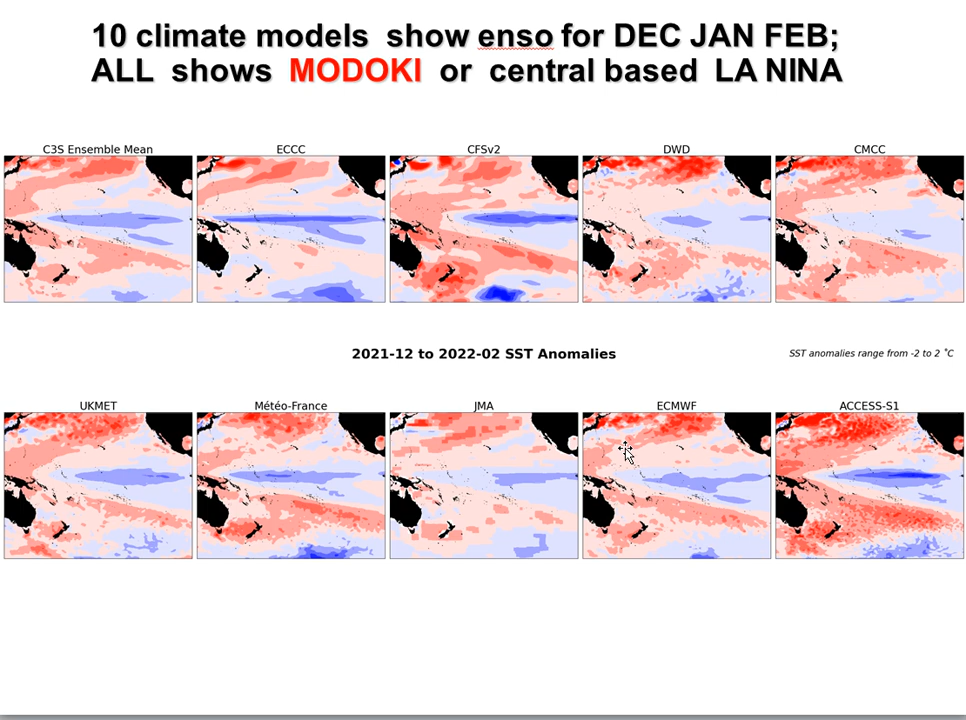 10 climate models show enso for DEC JAN FEB;
ALL shows MODOKI or central based LA NINA
C3S Ensemble Mean
ECCC
CFSv2
DWD
CMCC
2021-12 to 2022-02 SST Anomalies
SST anomalies range from -2 to 2 °C
UKMET
Météo-France
JMA
ECMWF
ACCESS-S1